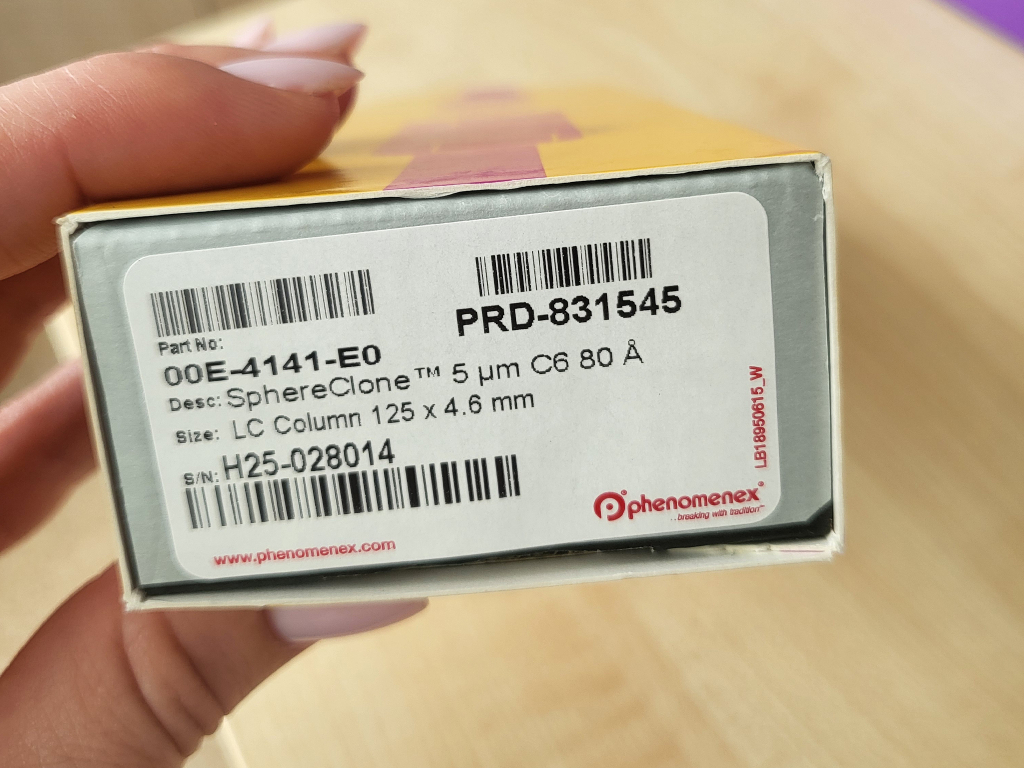 PRD-831545
Part No:
00E-4141-E0
Desc: SphereClone™ 5 µm C6 80 Å
Size: LC Column 125 x 4.6 mm
S/N: H25-028014
www.phenomenex.com
phenomenex®
...breaking with tradition™
LB18950615_W